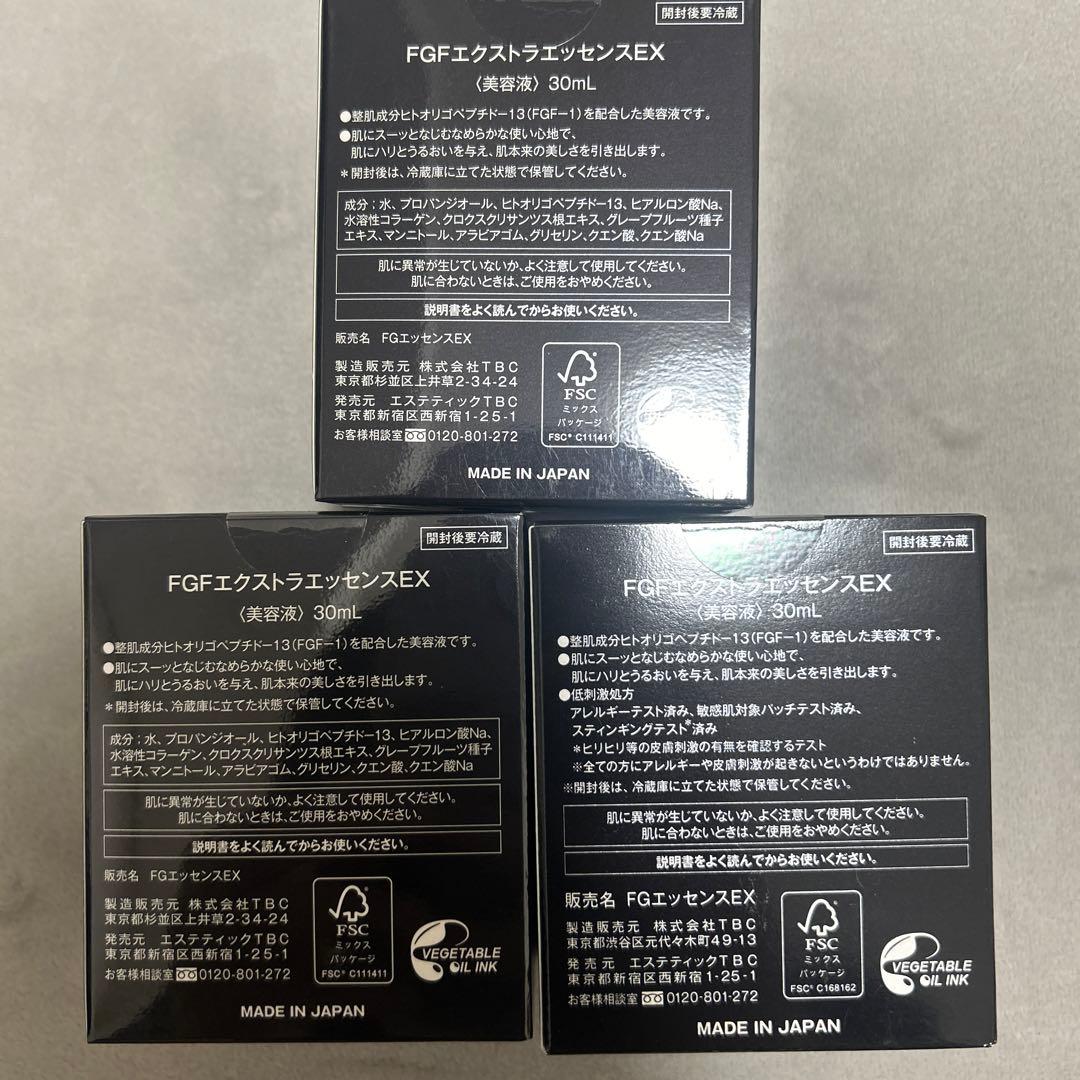 開封後要冷蔵
FGFエクストラエッセンスEX
〈美容液〉 30mL
●整肌成分ヒトオリゴペプチド-13(FGF-1)を配合した美容液です。
●肌にスーッとなじむなめらかな使い心地で、
肌にハリとうるおいを与え、肌本来の美しさを引き出します。
＊開封後は、冷蔵庫に立てた状態で保管してください。
成分：水、プロパンジオール、ヒトオリゴペプチド-13、ヒアルロン酸Na、
水溶性コラーゲン、クロクスクリサンツス根エキス、グレープフルーツ種子
エキス、マンニトール、アラビアゴム、グリセリン、クエン酸、クエン酸Na
肌に異常が生じていないか、よく注意して使用してください。
肌に合わないときは、ご使用をおやめください。
説明書をよく読んでからお使いください。
販売名 FGエッセンスEX
製造販売元 株式会社TBC
東京都杉並区上井草2-34-24
発売元 エステティックTBC
東京都新宿区西新宿1-25-1
お客様相談室 0120-801-272
FSC
ミックス
パッケージ
FSC® C111411
MADE IN JAPAN
開封後要冷蔵
FGFエクストラエッセンスEX
〈美容液〉 30mL
●整肌成分ヒトオリゴペプチド-13(FGF-1)を配合した美容液です。
●肌にスーッとなじむなめらかな使い心地で、
肌にハリとうるおいを与え、肌本来の美しさを引き出します。
＊開封後は、冷蔵庫に立てた状態で保管してください。
成分：水、プロパンジオール、ヒトオリゴペプチド-13、ヒアルロン酸Na、
水溶性コラーゲン、クロクスクリサンツス根エキス、グレープフルーツ種子
エキス、マンニトール、アラビアゴム、グリセリン、クエン酸、クエン酸Na
肌に異常が生じていないか、よく注意して使用してください。
肌に合わないときは、ご使用をおやめください。
説明書をよく読んでからお使いください。
販売名 FGエッセンスEX
製造販売元 株式会社TBC
東京都杉並区上井草2-34-24
発売元 エステティックTBC
東京都新宿区西新宿1-25-1
お客様相談室 0120-801-272
FSC
ミックス
パッケージ
FSC® C111411
VEGETABLE
OIL INK
MADE IN JAPAN
開封後要冷蔵
FGFエクストラエッセンスEX
〈美容液〉 30mL
●整肌成分ヒトオリゴペプチド-13(FGF-1)を配合した美容液です。
●肌にスーッとなじむなめらかな使い心地で、
肌にハリとうるおいを与え、肌本来の美しさを引き出します。
●低刺激処方
アレルギーテスト済み、敏感肌対象パッチテスト済み、
スティンギングテスト＊済み
＊ヒリヒリ等の皮膚刺激の有無を確認するテスト
※全ての方にアレルギーや皮膚刺激が起きないというわけではありません。
※開封後は、冷蔵庫に立てた状態で保管してください。
肌に異常が生じていないか、よく注意して使用してください。
肌に合わないときは、ご使用をおやめください。
説明書をよく読んでからお使いください。
販売名 FGエッセンスEX
製造販売元 株式会社TBC
東京都渋谷区元代々木町49-13
発売元 エステティックTBC
東京都新宿区西新宿1-25-1
お客様相談室 0120-801-272
FSC
ミックス
パッケージ
FSC® C168162
VEGETABLE
OIL INK
MADE IN JAPAN